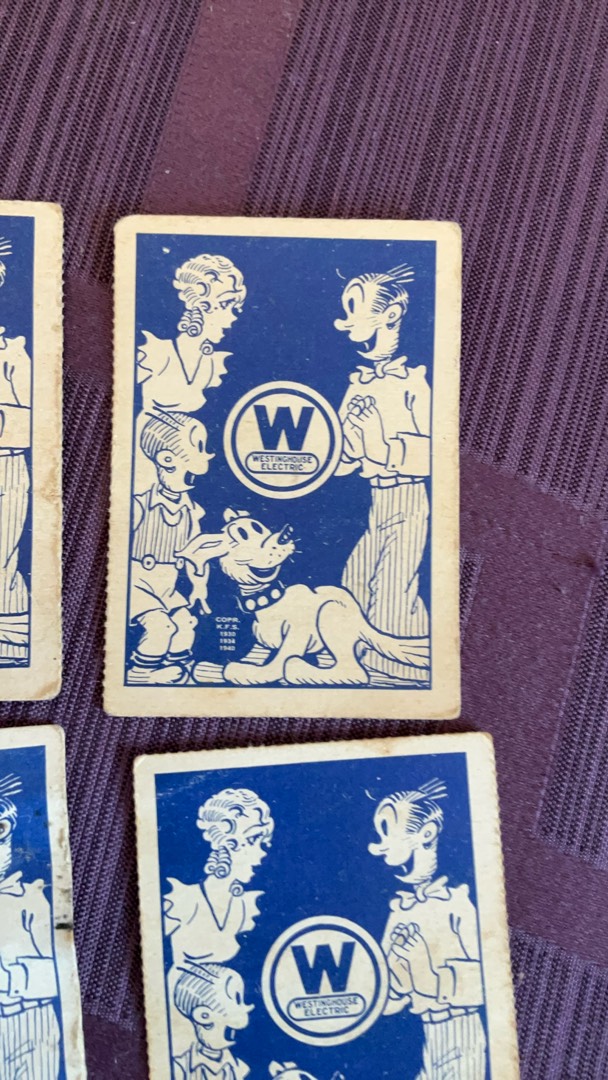 W
WESTINGHOUSE
ELECTRIC
COPR.
K.F.S.
1930
1934
1940
W
WESTINGHOUSE
ELECTRIC